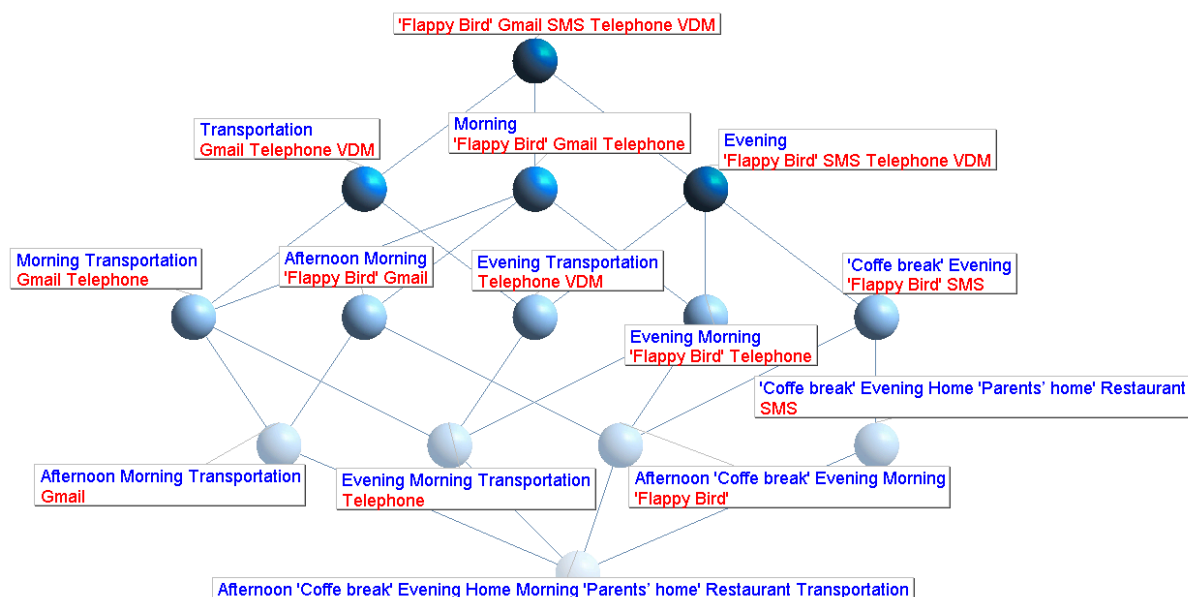 'Flappy Bird' Gmail SMS Telephone VDM
Transportation
Gmail Telephone VDM
Morning
'Flappy Bird' Gmail Telephone
Evening
'Flappy Bird' SMS Telephone VDM
Morning Transportation
Gmail Telephone
Afternoon Morning
'Flappy Bird' Gmail
Evening Transportation
Telephone VDM
'Coffe break' Evening
'Flappy Bird' SMS
Evening Morning
'Flappy Bird' Telephone
'Coffe break' Evening Home 'Parents’ home' Restaurant
SMS
Afternoon Morning Transportation
Gmail
Evening Morning Transportation
Telephone
Afternoon 'Coffe break' Evening Morning
'Flappy Bird'
Afternoon 'Coffe break' Evening Home Morning 'Parents’ home' Restaurant Transportation